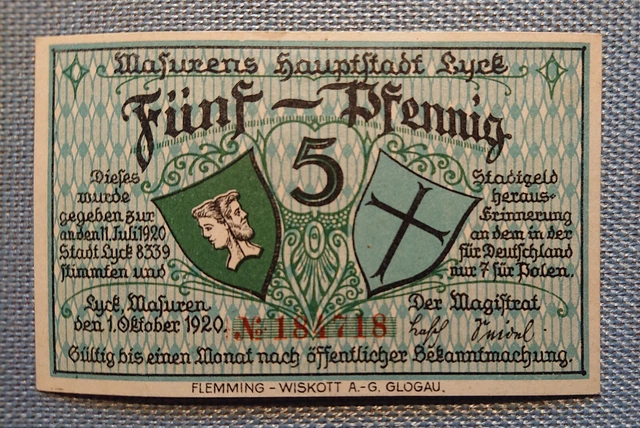 Masurens Hauptstadt Lyck
Fünf – Pfennig
5
Dieses Stadtgeld
wurde heraus-
gegeben zur Erinnerung
an den 11. Juli 1920 an dem in der
Stadt Lyck 8339 für Deutschland
stimmten und nur 7 für Polen.
Lyck, Masuren. Der Magistrat
den 1. Oktober 1920. № 184718
Gültig bis einen Monat nach öffentlicher Bekanntmachung.
FLEMMING – WISKOTT A.-G. GLOGAU.